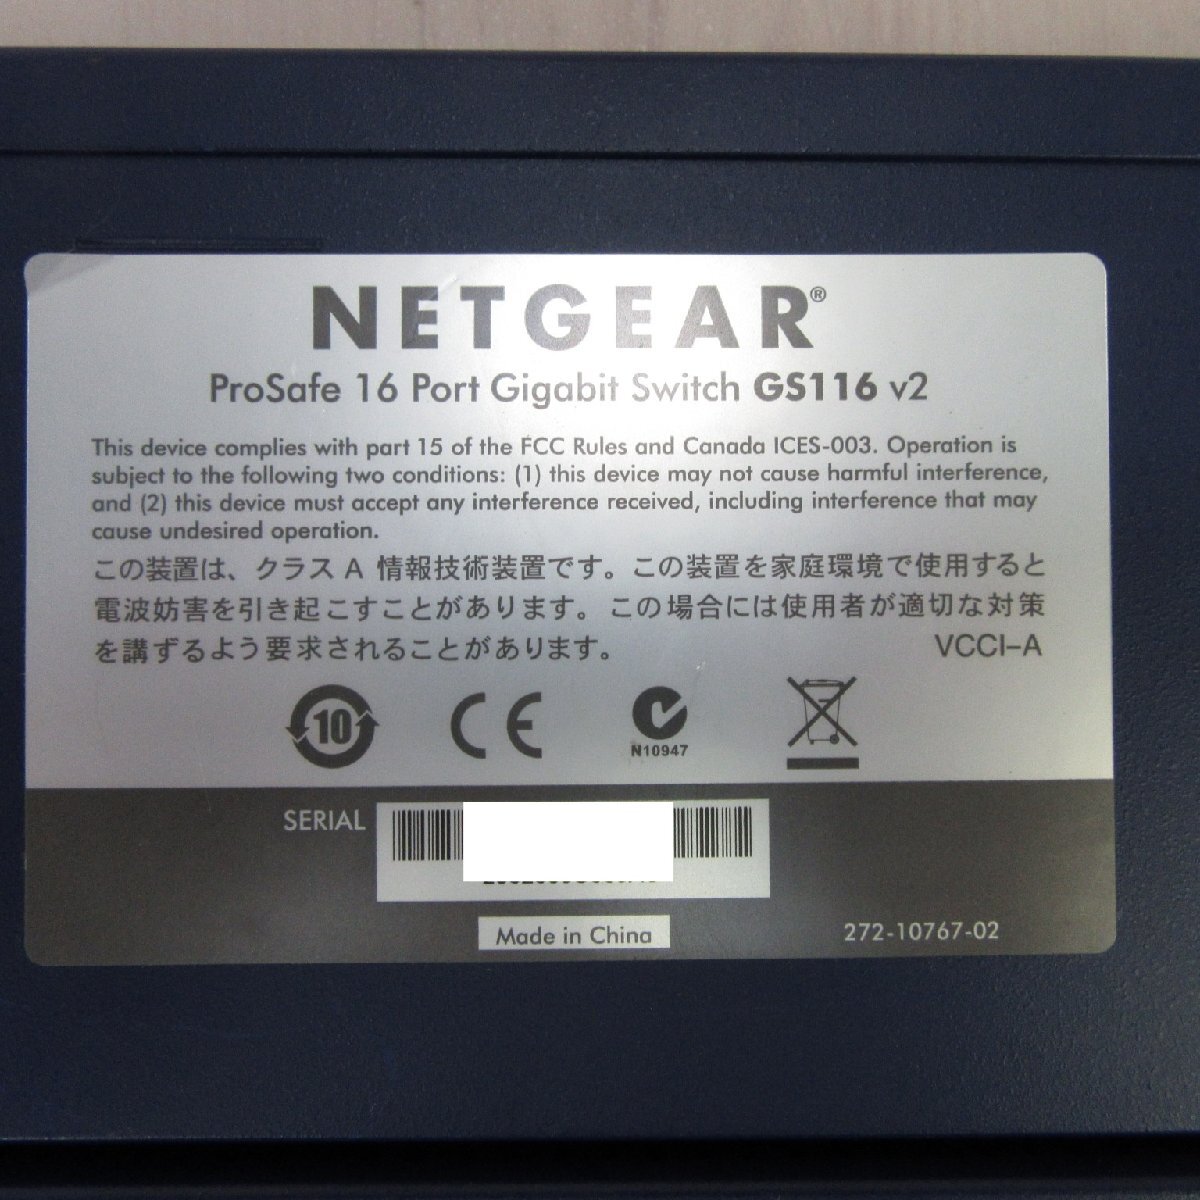 NETGEAR®
ProSafe 16 Port Gigabit Switch GS116 v2
This device complies with part 15 of the FCC Rules and Canada ICES-003. Operation is
subject to the following two conditions: (1) this device may not cause harmful interference,
and (2) this device must accept any interference received, including interference that may
cause undesired operation.
この装置は、クラス A 情報技術装置です。この装置を家庭環境で使用すると
電波妨害を引き起こすことがあります。この場合には使用者が適切な対策
を講ずるよう要求されることがあります。 VCCI-A
10 CE N10947
SERIAL
Made in China 272-10767-02